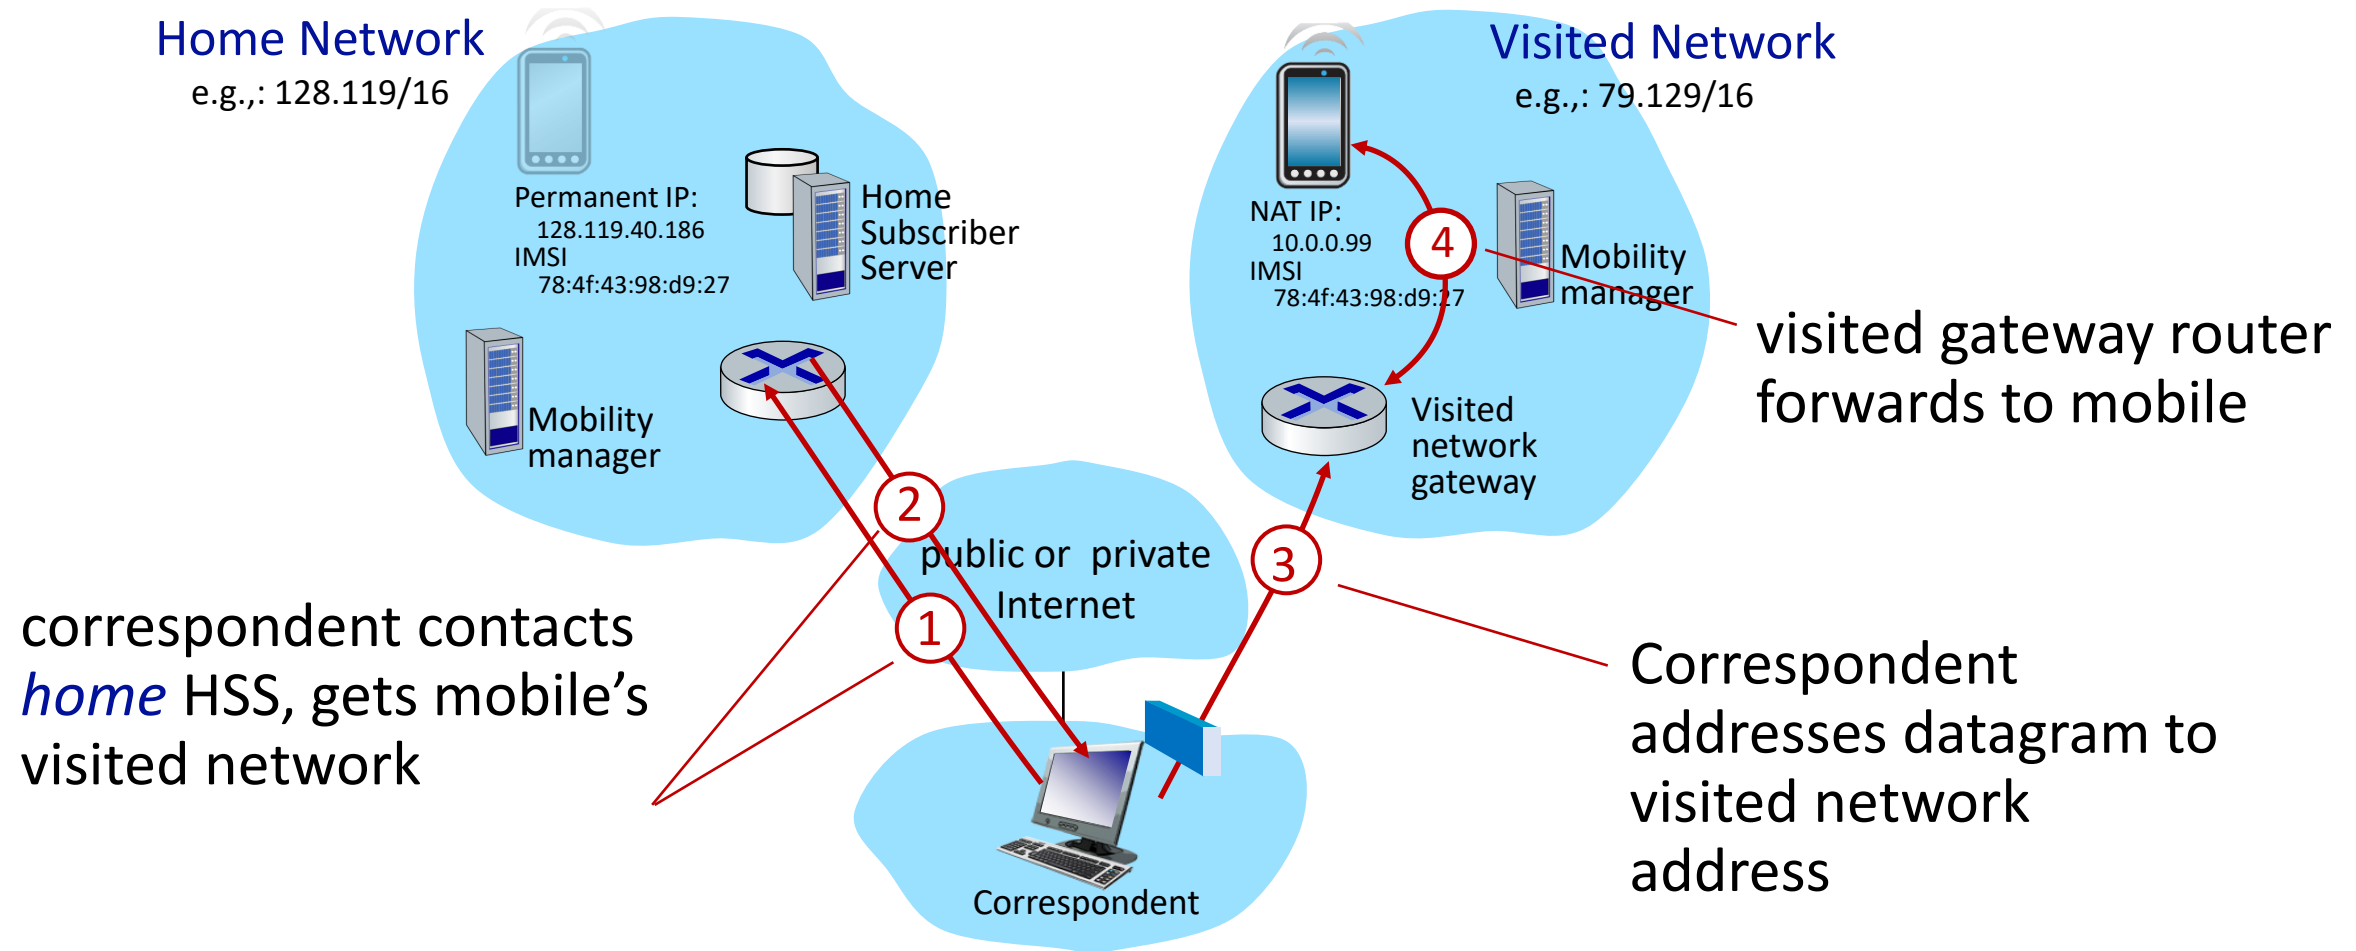 Home Network
e.g.,: 128.119/16
Permanent IP:
128.119.40.186
IMSI
78:4f:43:98:d9:27
Home
Subscriber
Server
Mobility
manager
Visited Network
e.g.,: 79.129/16
NAT IP:
10.0.0.99
IMSI
78:4f:43:98:d9:27
4
Mobility
manager
Visited
network
gateway
visited gateway router
forwards to mobile
2
public or private
Internet
3
1
correspondent contacts
home HSS, gets mobile’s
visited network
Correspondent
addresses datagram to
visited network
address
Correspondent